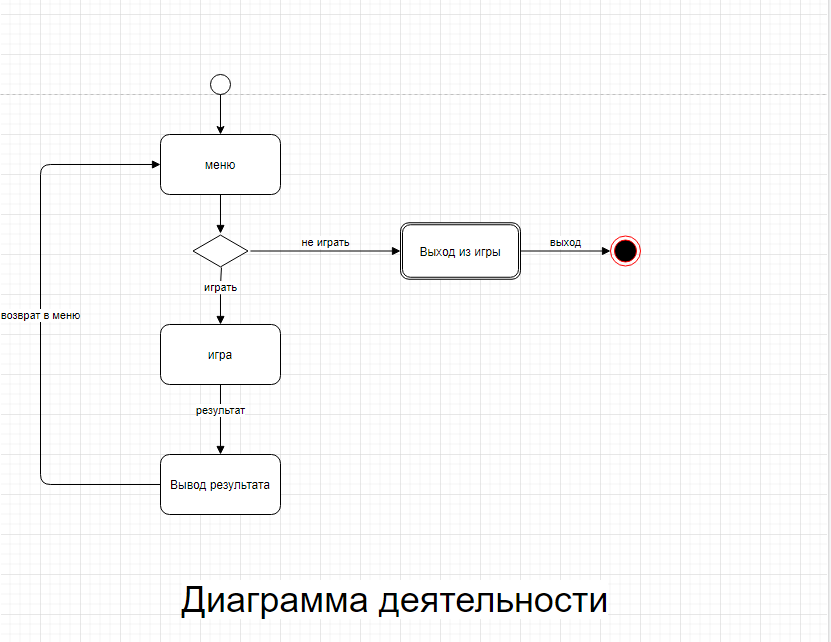 меню
не играть
Выход из игры
выход
играть
возврат в меню
игра
результат
Вывод результата
Диаграмма деятельности